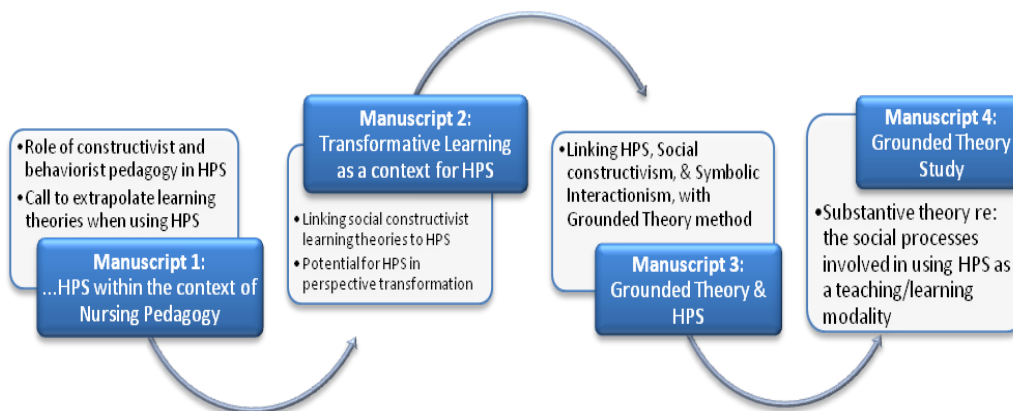 • Role of constructivist and
behaviorist pedagogy in HPS
• Call to extrapolate learning
theories when using HPS
Manuscript 1:
...HPS within the context of
Nursing Pedagogy
Manuscript 2:
Transformative Learning
as a context for HPS
• Linking social constructivist
learning theories to HPS
• Potential for HPS in
perspective transformation
• Linking HPS, Social
constructivism, & Symbolic
Interactionism, with
Grounded Theory method
Manuscript 3:
Grounded Theory &
HPS
Manuscript 4:
Grounded Theory
Study
• Substantive theory re:
the social processes
involved in using HPS as
a teaching/learning
modality